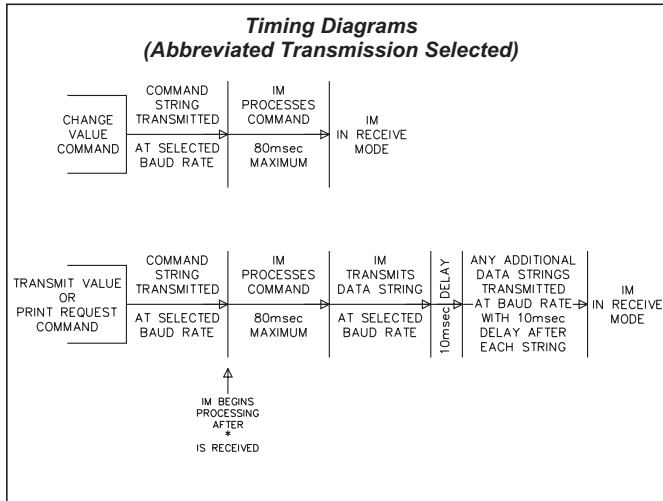 Timing Diagrams
(Abbreviated Transmission Selected)
CHANGE
VALUE
COMMAND
COMMAND
STRING
TRANSMITTED
AT SELECTED
BAUD RATE
IM
PROCESSES
COMMAND
80msec
MAXIMUM
IM
IN RECEIVE
MODE
TRANSMIT VALUE
OR
PRINT REQUEST
COMMAND
COMMAND
STRING
TRANSMITTED
AT SELECTED
BAUD RATE
IM
PROCESSES
COMMAND
80msec
MAXIMUM
IM
TRANSMITS
DATA STRING
AT SELECTED
BAUD RATE
10msec DELAY
ANY ADDITIONAL
DATA STRINGS
TRANSMITTED
AT BAUD RATE
WITH 10msec
DELAY AFTER
EACH STRING
IM
IN RECEIVE
MODE
IM BEGINS
PROCESSING
AFTER
*
IS RECEIVED